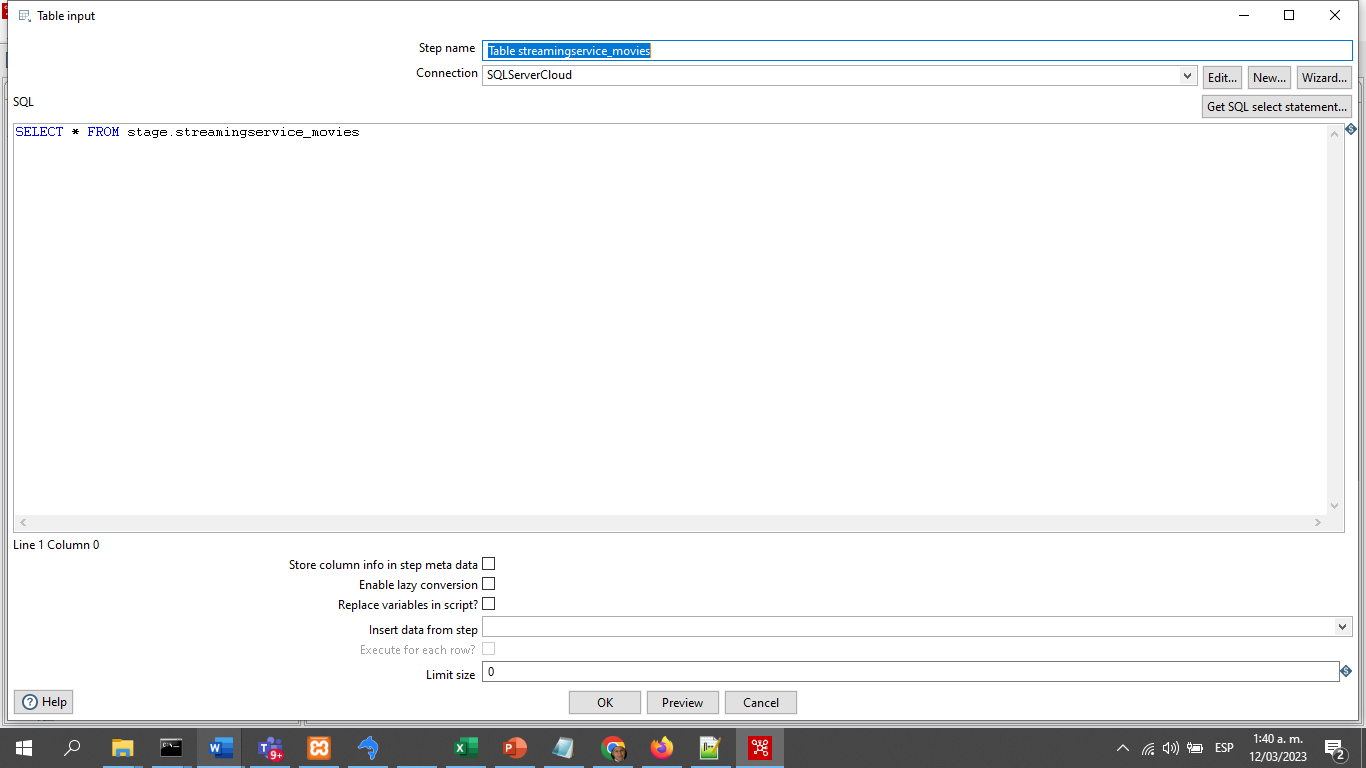 Table input
Step name Table streamingservice_movies
Connection SQLServerCloud Edit... New... Wizard...
SQL Get SQL select statement...
SELECT * FROM stage.streamingservice_movies
Line 1 Column 0
Store column info in step meta data
Enable lazy conversion
Replace variables in script?
Insert data from step
Execute for each row?
Limit size 0
Help OK Preview Cancel
ESP 1:40 a. m.
12/03/2023 2
9+